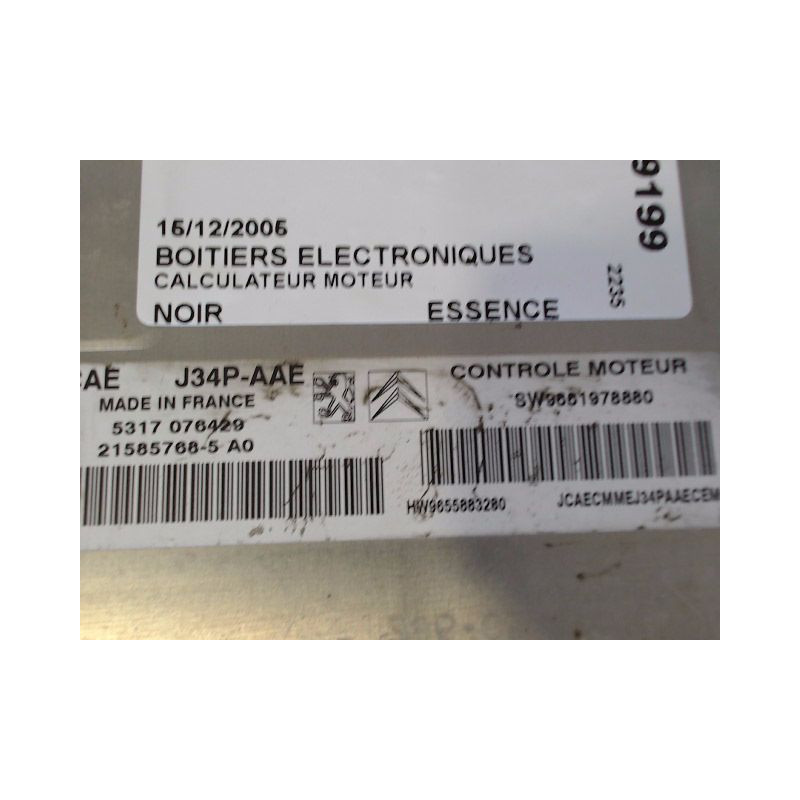 9199
2235
15/12/2005
BOITIERS ELECTRONIQUES
CALCULATEUR MOTEUR
NOIR ESSENCE
CAE J34P-AAE
MADE IN FRANCE
5317 076429
21585768-5 A0
CONTROLE MOTEUR
SW9661978880
HW9655883280
JCAECMMEJ34PAAECEM